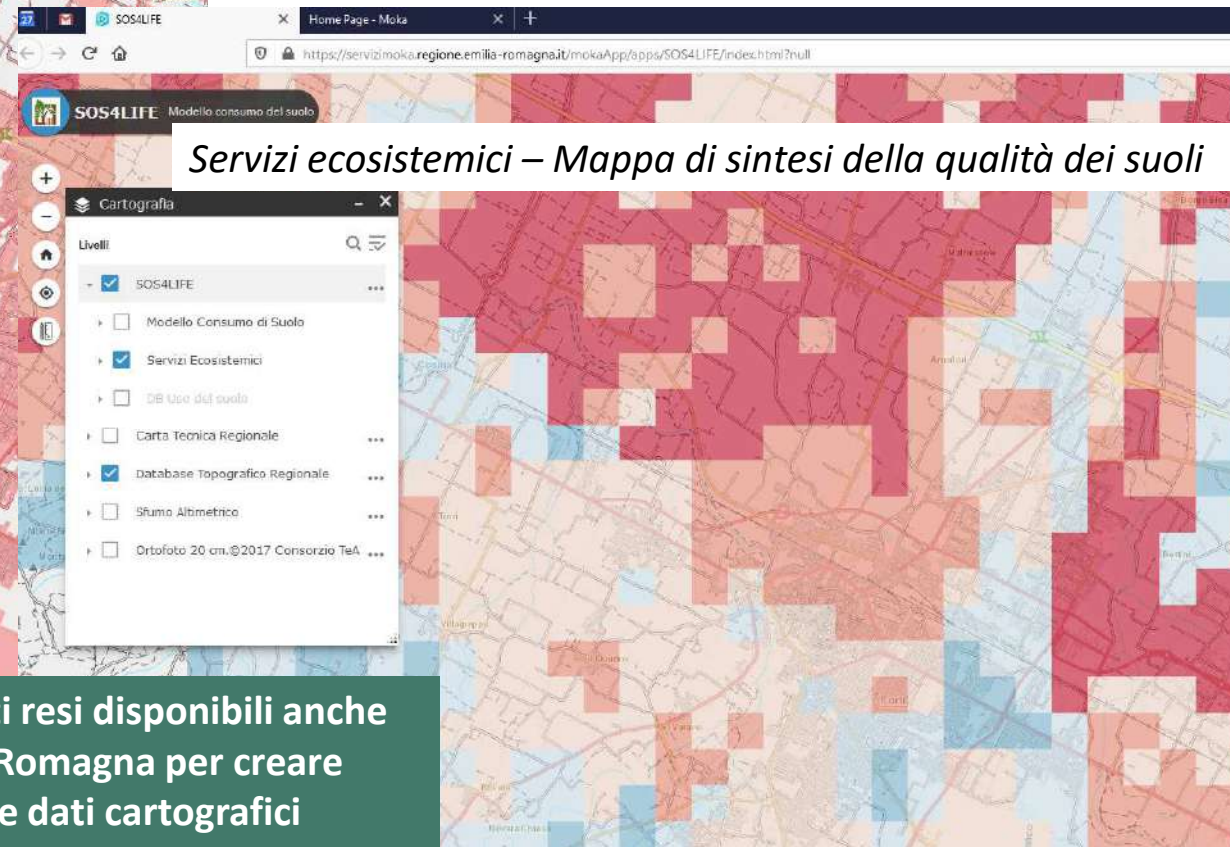 27
SOS4LIFE
Home Page - Moka
https://servizimoka.regione.emilia-romagna.it/mokaApp/apps/SOS4LIFE/index.html?null
SOS4LIFE Modello consumo del suolo
Servizi ecosistemici – Mappa di sintesi della qualità dei suoli
Cartografia
Livelli
SOS4LIFE
Modello Consumo di Suolo
Servizi Ecosistemici
DB Uso del suolo
Carta Tecnica Regionale
Database Topografico Regionale
Sfumo Altimetrico
Ortofoto 20 cm.©2017 Consorzio TeA
Villagrappa
Forlì
i resi disponibili anche
Romagna per creare
e dati cartografici